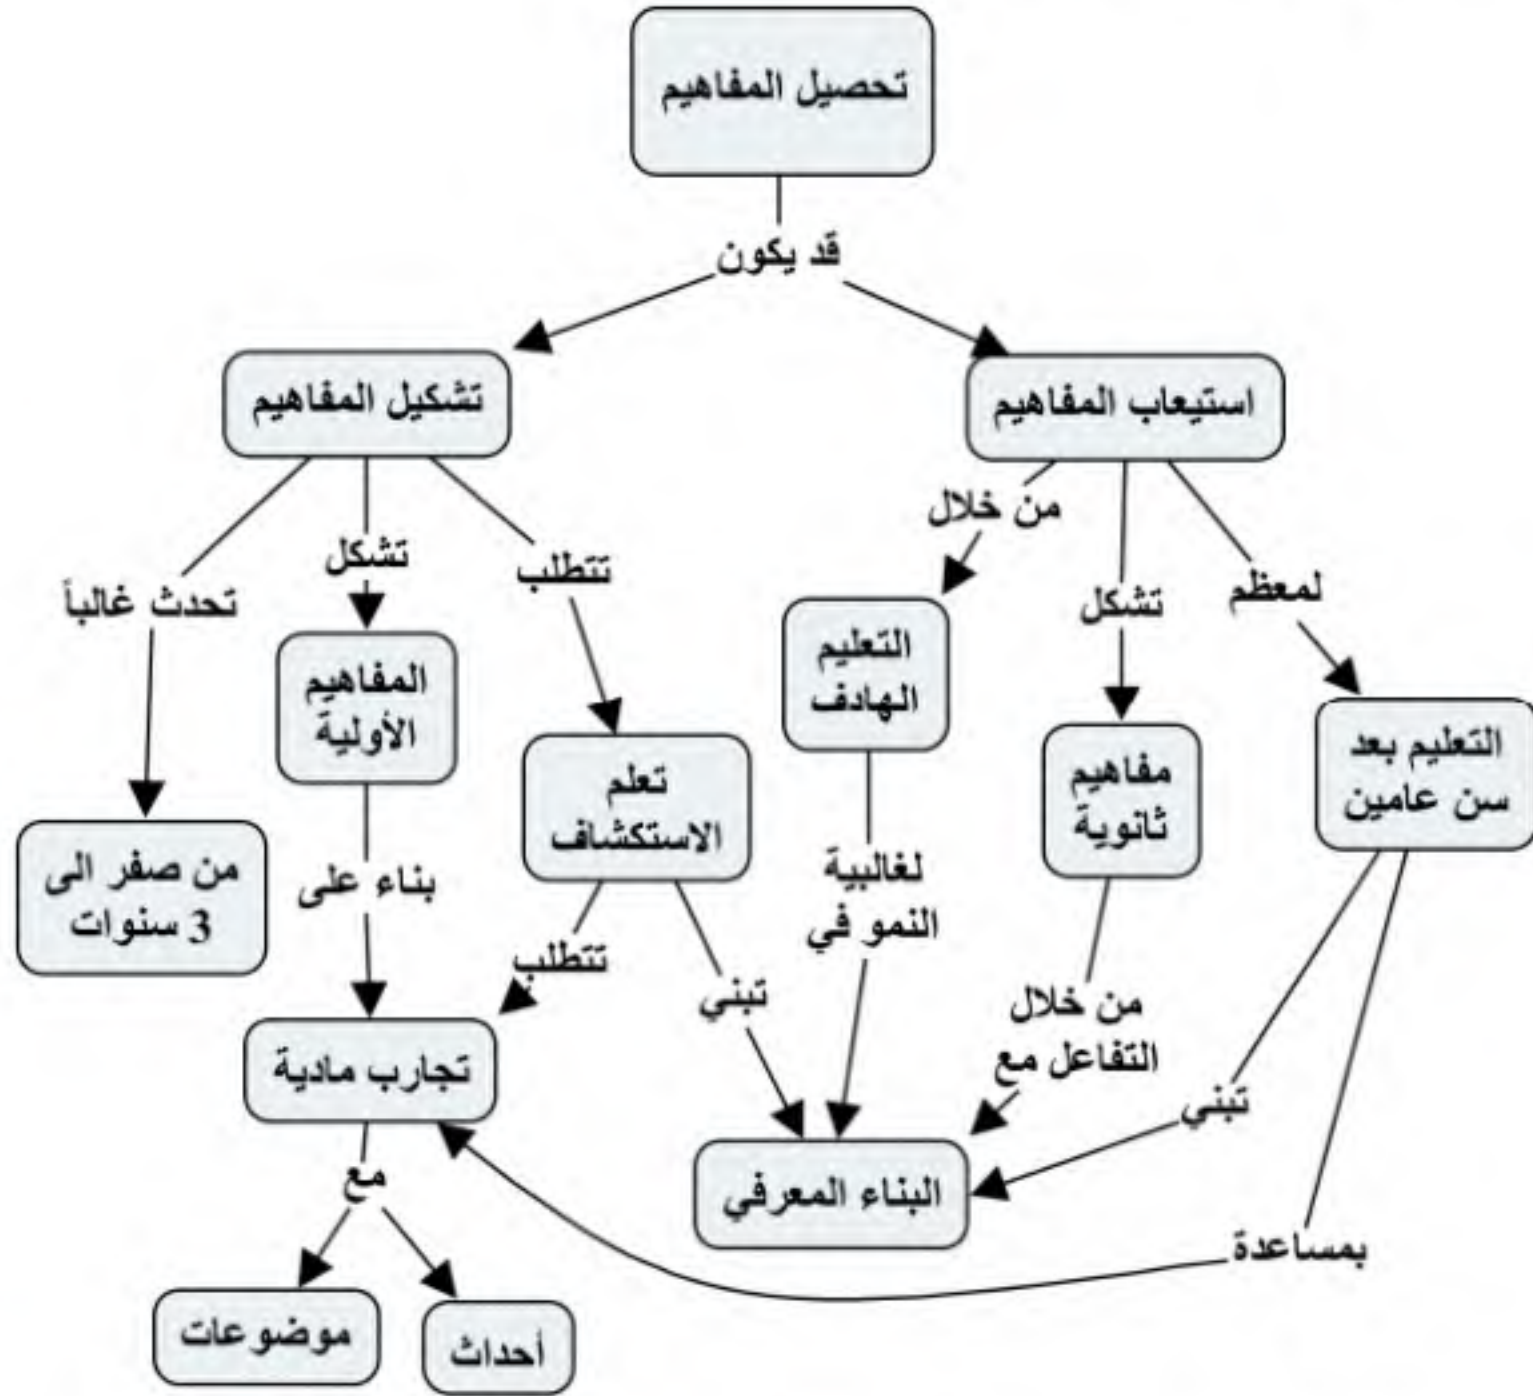 تحصيل المفاهيم
قد يكون
استيعاب المفاهيم
تشكيل المفاهيم
من خلال
تشكل
لمعظم
تحدث غالباً
تشكل
تتطلب
التعليم
الهادف
مفاهيم
ثانوية
التعليم بعد
سن عامين
المفاهيم
الأولية
تعلم
الاستكشاف
من صفر الى
3 سنوات
بناء على
تتطلب
تبني
لغالبية
النمو في
من خلال
التفاعل مع
تبني
بمساعدة
تجارب مادية
البناء المعرفي
مع
أحداث
موضوعات